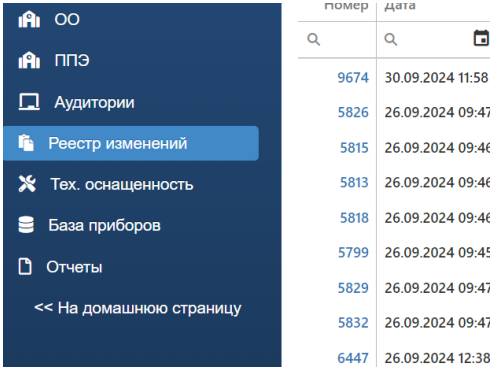 Номер Дата
ОО
ППЭ
Аудитории
Реестр изменений
Тех. оснащенность
База приборов
Отчеты
<< На домашнюю страницу
9674 30.09.2024 11:58
5826 26.09.2024 09:47
5815 26.09.2024 09:46
5813 26.09.2024 09:46
5818 26.09.2024 09:46
5799 26.09.2024 09:45
5829 26.09.2024 09:47
5832 26.09.2024 09:47
6447 26.09.2024 12:38